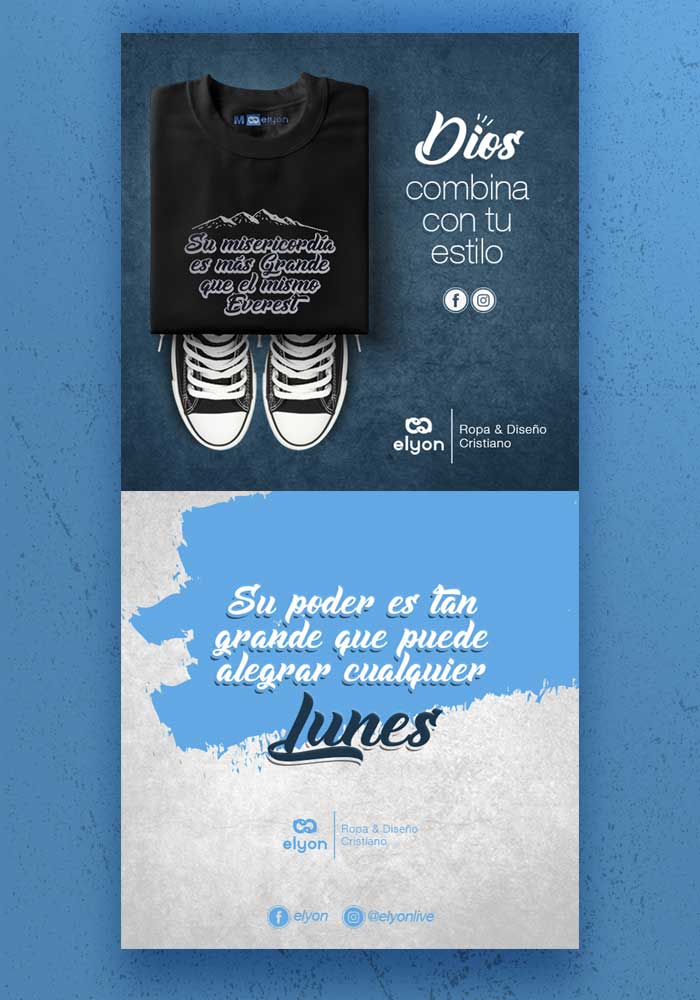 M elyon
Su misericordia
es más Grande
que el mismo
Everest
Dios
combina
con tu
estilo
elyon
Ropa & Diseño
Cristiano
Su poder es tan
grande que puede
alegrar cualquier
Lunes
elyon
Ropa & Diseño
Cristiano
elyon
@elyonlive